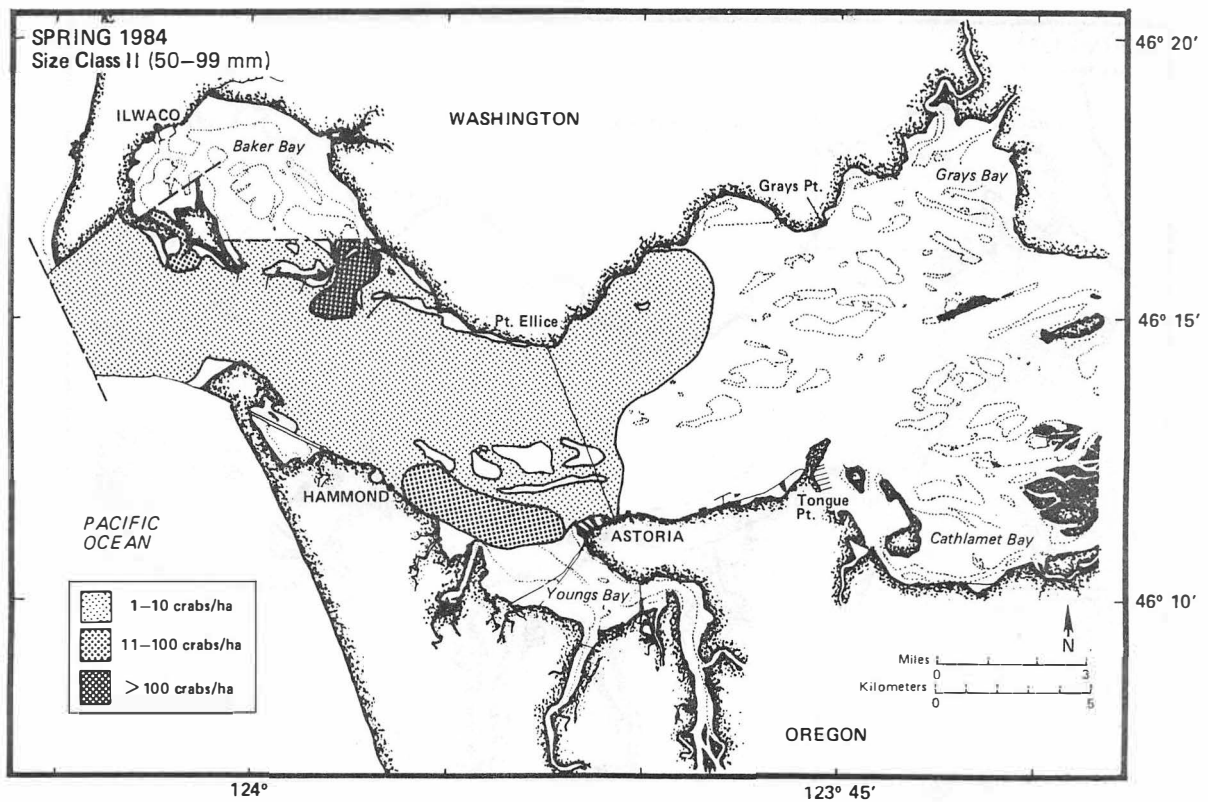 SPRING 1984
Size Class II (50–99 mm)
46° 20'
ILWACO
WASHINGTON
Baker Bay
Grays Pt.
Grays Bay
Pt. Ellice
46° 15'
HAMMOND
PACIFIC
OCEAN
ASTORIA
Tongue
Pt.
Cathlamet Bay
Youngs Bay
1–10 crabs/ha
11–100 crabs/ha
>100 crabs/ha
46° 10'
N
Miles
0 3
Kilometers
0 5
OREGON
124°
123° 45'